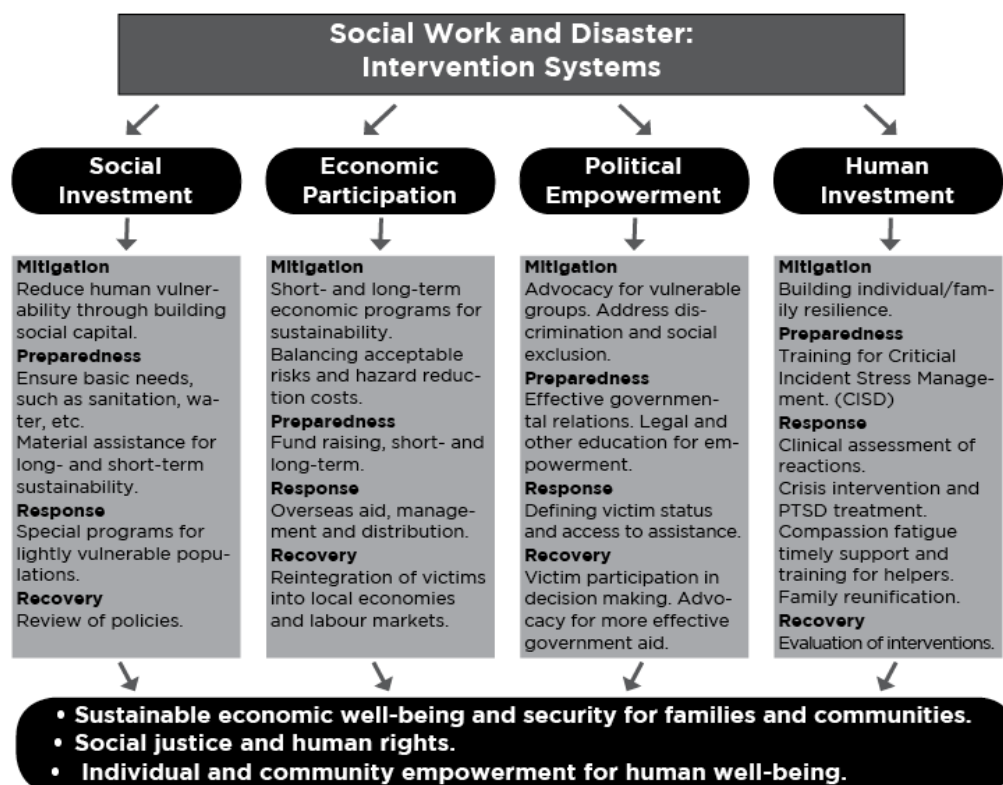 Social Work and Disaster:
Intervention Systems
Social
Investment
Economic
Participation
Political
Empowerment
Human
Investment
Mitigation
Reduce human vulner-
ability through building
social capital.
Preparedness
Ensure basic needs,
such as sanitation, wa-
ter, etc.
Material assistance for
long- and short-term
sustainability.
Response
Special programs for
lightly vulnerable popu-
lations.
Recovery
Review of policies.
Mitigation
Short- and long-term
economic programs for
sustainability.
Balancing acceptable
risks and hazard reduc-
tion costs.
Preparedness
Fund raising, short- and
long-term.
Response
Overseas aid, manage-
ment and distribution.
Recovery
Reintegration of victims
into local economies
and labour markets.
Mitigation
Advocacy for vulnerable
groups. Address dis-
crimination and social
exclusion.
Preparedness
Effective governmen-
tal relations. Legal and
other education for em-
powerment.
Response
Defining victim status
and access to assistance.
Recovery
Victim participation in
decision making. Advo-
cacy for more effective
government aid.
Mitigation
Building individual/fam-
ily resilience.
Preparedness
Training for Criticial
Incident Stress Manage-
ment. (CISD)
Response
Clinical assessment of
reactions.
Crisis intervention and
PTSD treatment.
Compassion fatigue
timely support and
training for helpers.
Family reunification.
Recovery
Evaluation of interventions.
• Sustainable economic well-being and security for families and communities.
• Social justice and human rights.
• Individual and community empowerment for human well-being.